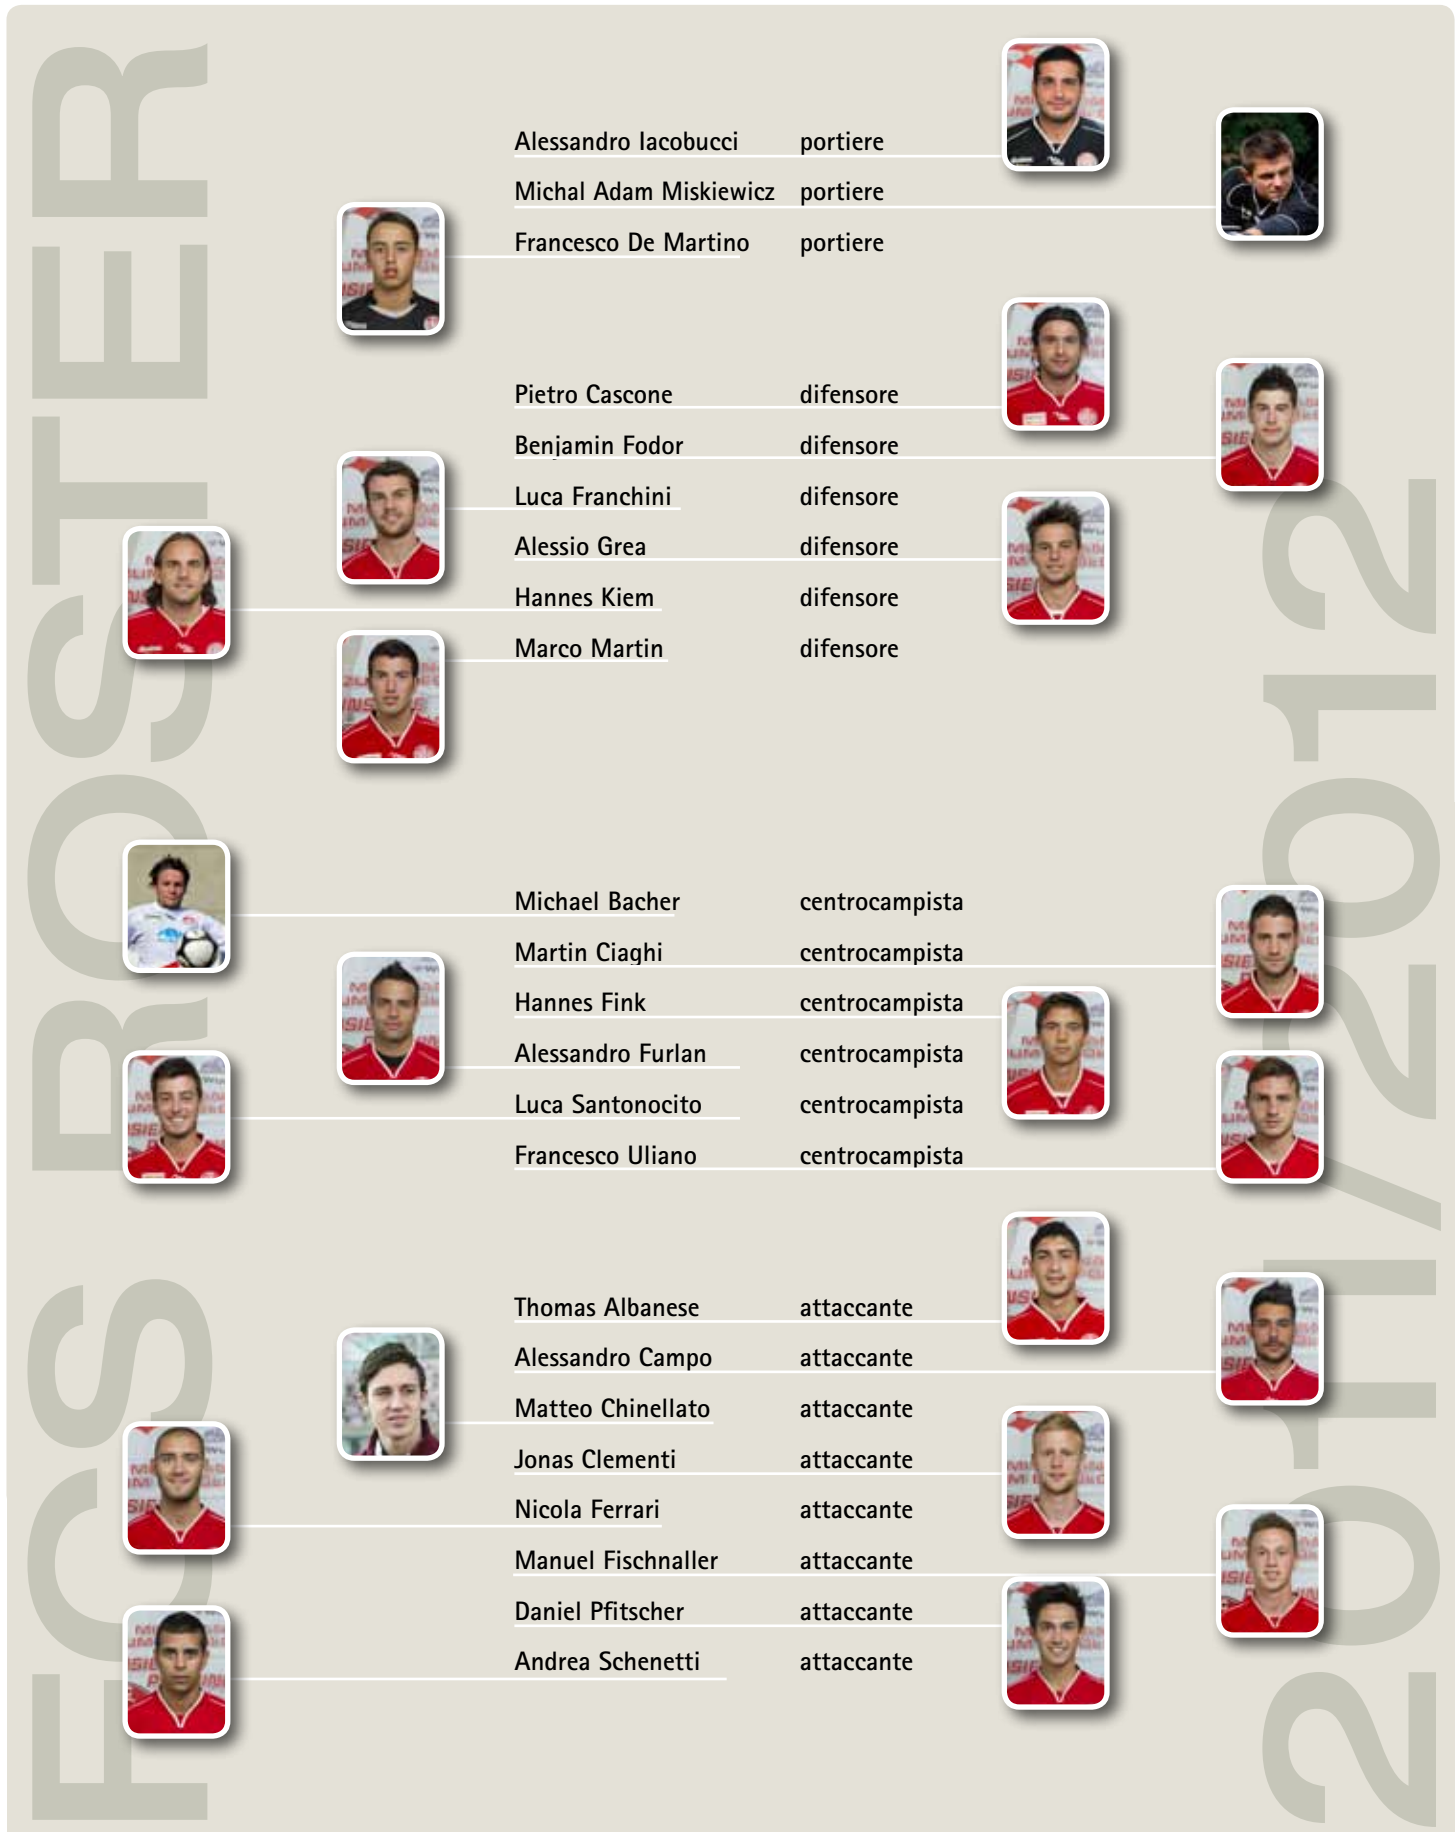 FCS ROSTER
2011/2012
Alessandro Iacobucci portiere
Michal Adam Miskiewicz portiere
Francesco De Martino portiere
Pietro Cascone difensore
Benjamin Fodor difensore
Luca Franchini difensore
Alessio Grea difensore
Hannes Kiem difensore
Marco Martin difensore
Michael Bacher centrocampista
Martin Ciaghi centrocampista
Hannes Fink centrocampista
Alessandro Furlan centrocampista
Luca Santonocito centrocampista
Francesco Uliano centrocampista
Thomas Albanese attaccante
Alessandro Campo attaccante
Matteo Chinellato attaccante
Jonas Clementi attaccante
Nicola Ferrari attaccante
Manuel Fischnaller attaccante
Daniel Pfitscher attaccante
Andrea Schenetti attaccante